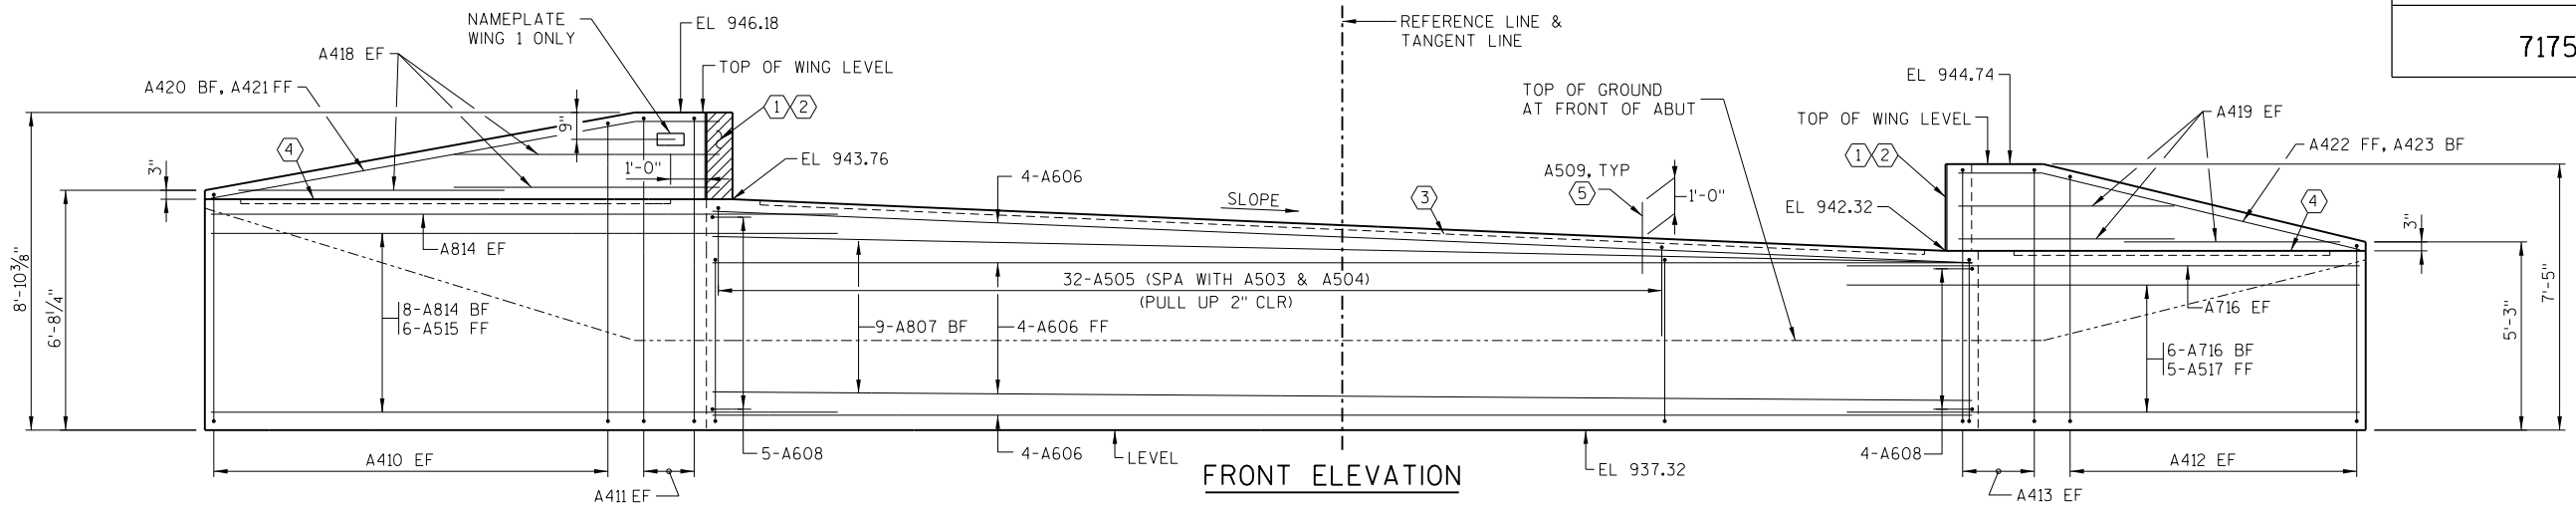 NAMEPLATE
WING 1 ONLY
EL 946.18
REFERENCE LINE &
TANGENT LINE
7175
A418 EF
TOP OF WING LEVEL
EL 944.74
A420 BF, A421 FF
1 2
TOP OF GROUND
AT FRONT OF ABUT
TOP OF WING LEVEL
A419 EF
9"
4
EL 943.76
1 2
A422 FF, A423 BF
3"
1'-0"
4-A606
A509, TYP
5
1'-0"
SLOPE
3
EL 942.32
4
3"
A814 EF
8'-10 3/8"
6'-8 1/4"
32-A505 (SPA WITH A503 & A504)
(PULL UP 2" CLR)
A716 EF
8-A814 BF
6-A515 FF
9-A807 BF
4-A606 FF
6-A716 BF
5-A517 FF
5'-3"
7'-5"
A410 EF
5-A608
4-A606
LEVEL
FRONT ELEVATION
EL 937.32
4-A608
A412 EF
A411 EF
A413 EF